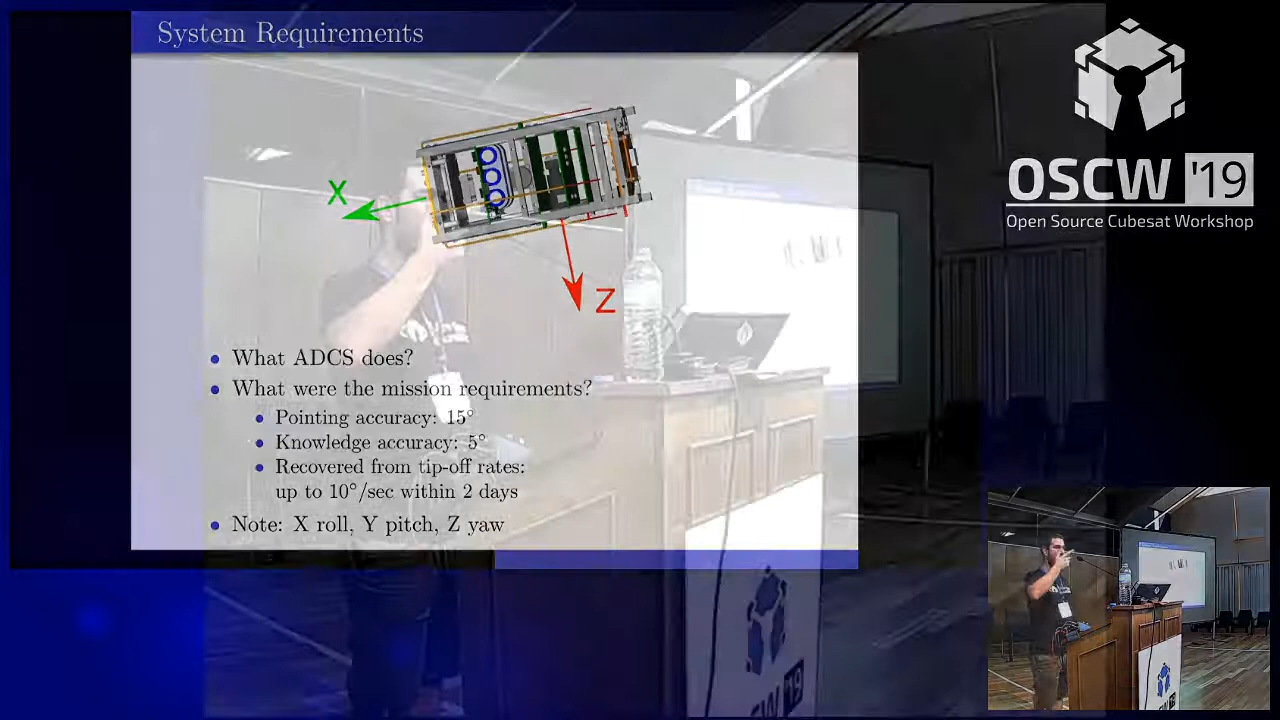 System Requirements
X
Z
• What ADCS does?
• What were the mission requirements?
• Pointing accuracy: 15°
• Knowledge accuracy: 5°
• Recovered from tip-off rates:
up to 10°/sec within 2 days
• Note: X roll, Y pitch, Z yaw
OSCW '19
Open Source Cubesat Workshop
OSCW '19